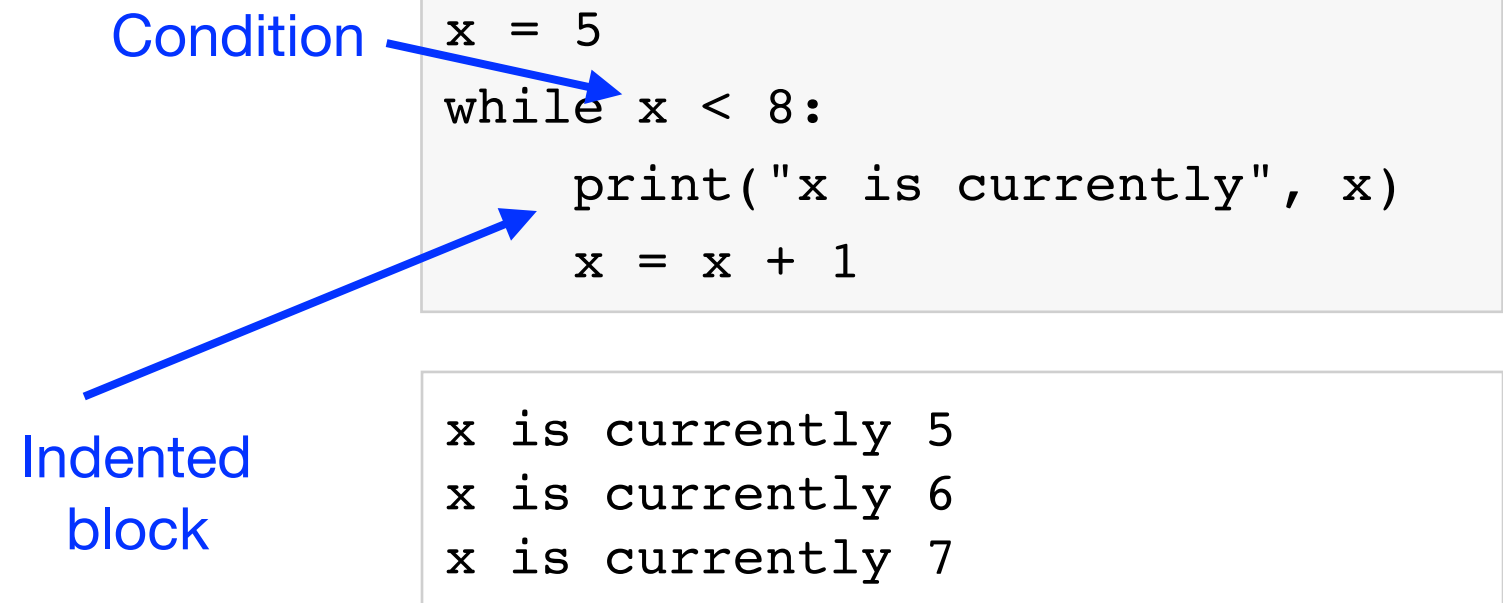 Condition
x = 5
while x < 8:
    print("x is currently", x)
    x = x + 1
Indented
block
x is currently 5
x is currently 6
x is currently 7